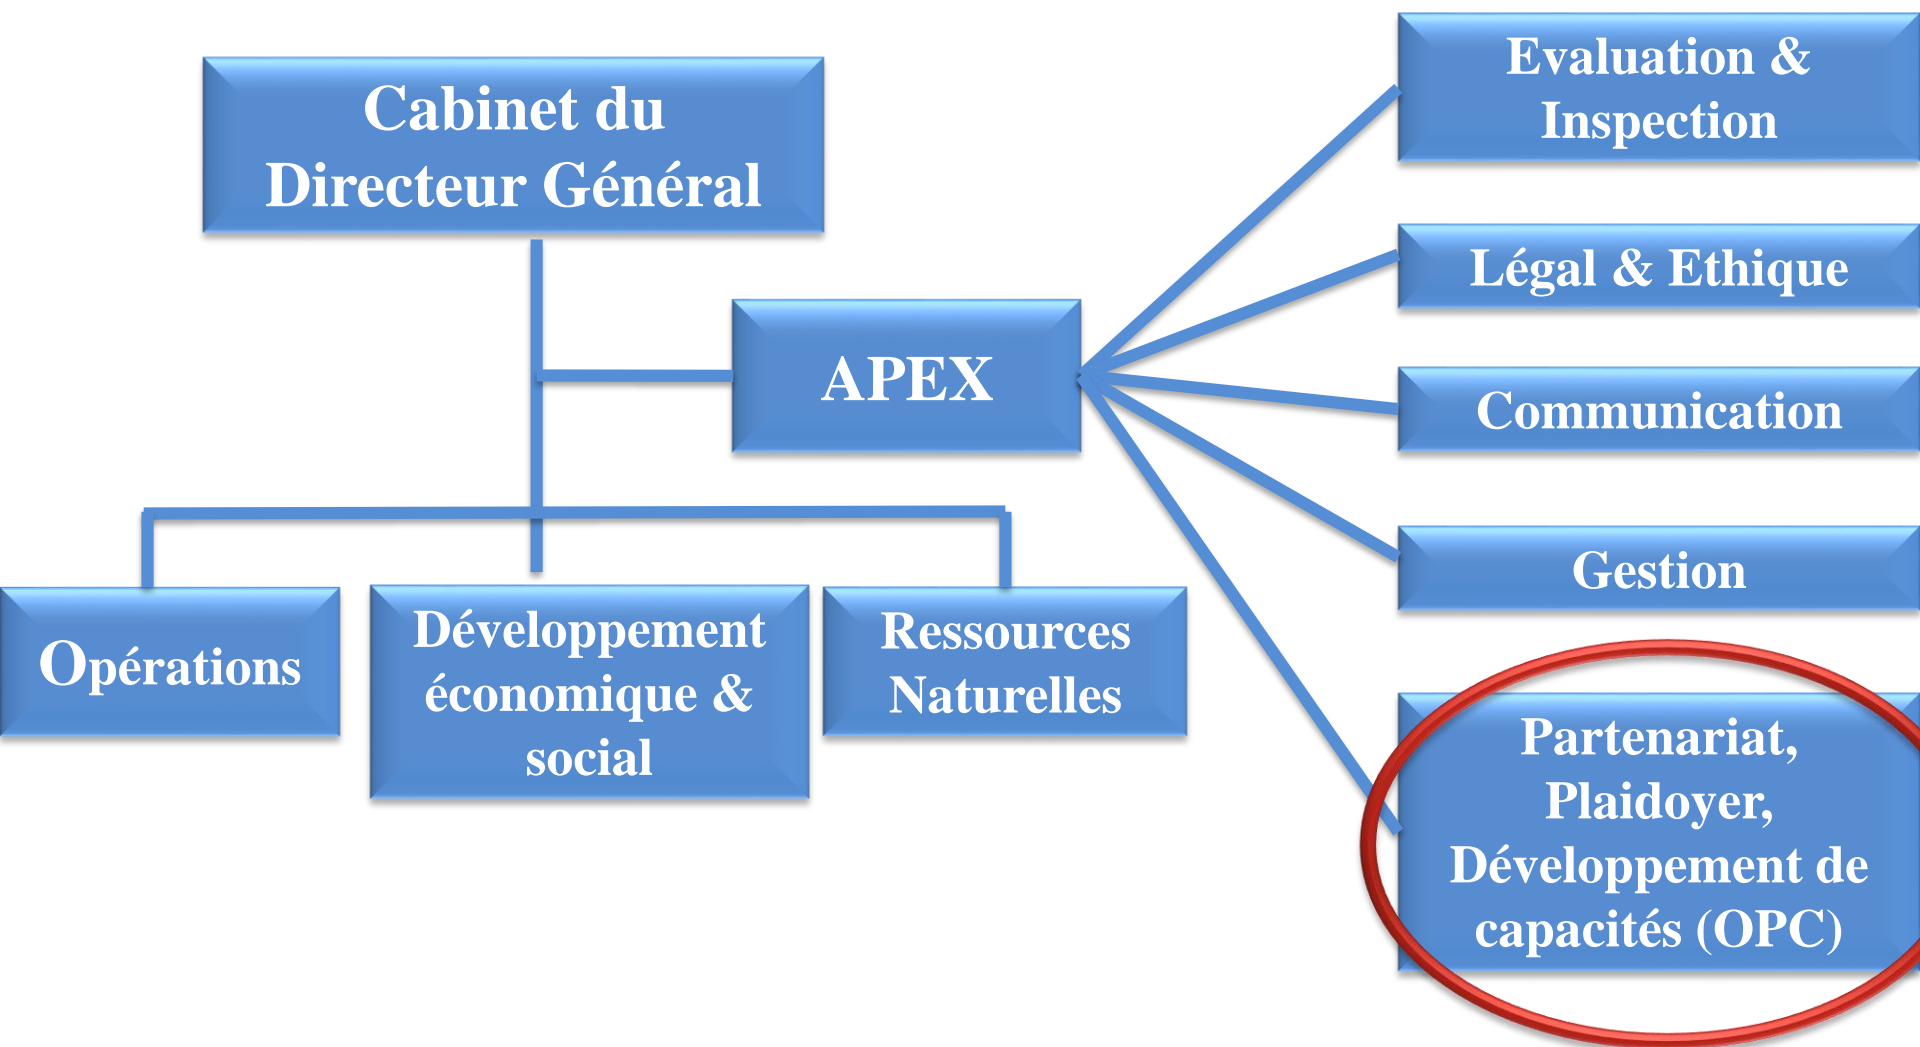 Cabinet du
Directeur Général
APEX
Opérations
Développement
économique &
social
Ressources
Naturelles
Evaluation &
Inspection
Légal & Ethique
Communication
Gestion
Partenariat,
Plaidoyer,
Développement de
capacités (OPC)